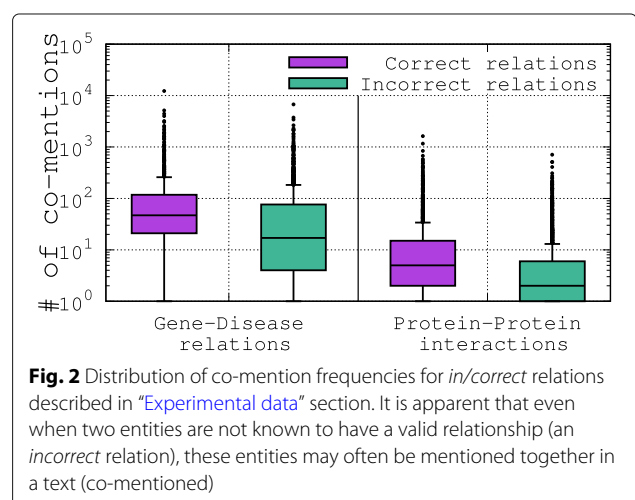 10^5
10^4
10^3
10^2
10^1
10^0
# of co-mentions
Correct relations
Incorrect relations
Gene-Disease
relations
Protein-Protein
interactions
Fig. 2 Distribution of co-mention frequencies for in/correct relations
described in "Experimental data" section. It is apparent that even
when two entities are not known to have a valid relationship (an
incorrect relation), these entities may often be mentioned together in
a text (co-mentioned)